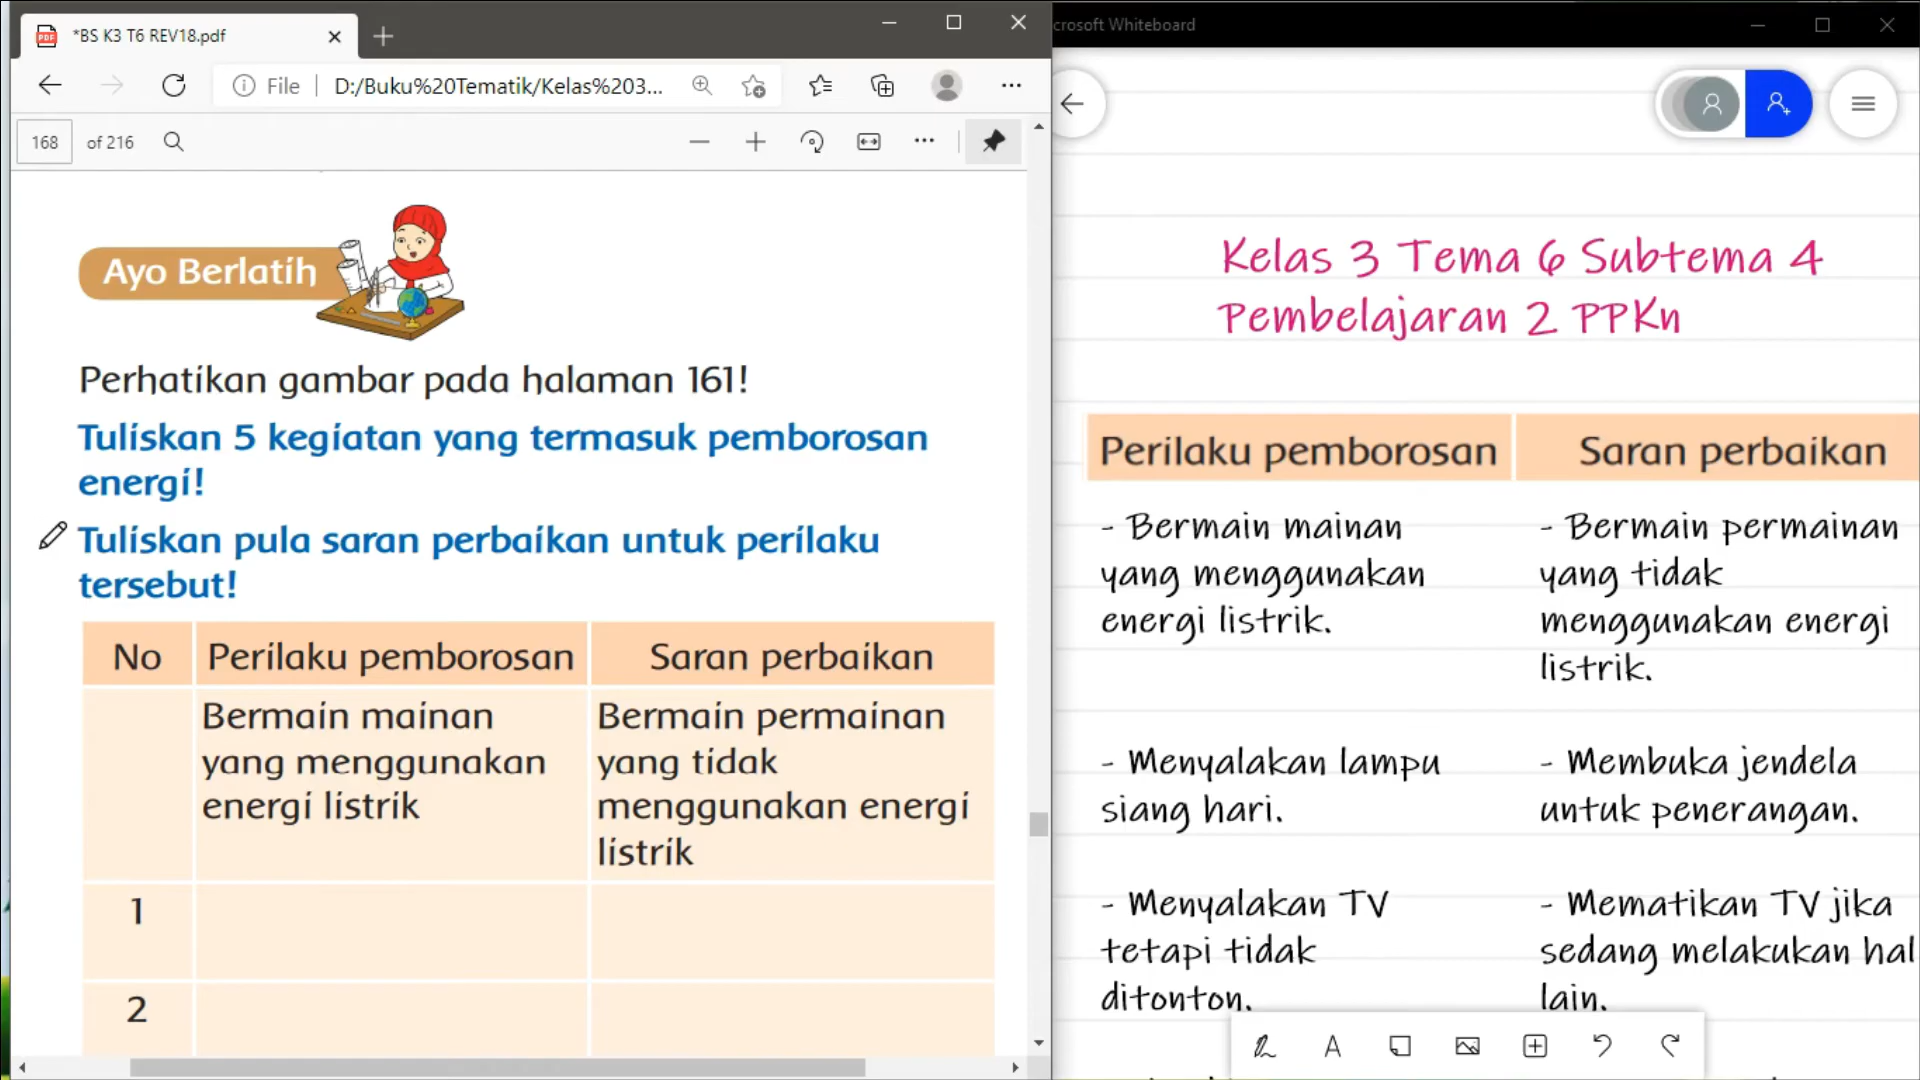 *BS K3 T6 REV18.pdf
File
D:/Buku%20Tematik/Kelas%203...
168
of 216
Ayo Berlatih
Perhatikan gambar pada halaman 161!
Tuliskan 5 kegiatan yang termasuk pemborosan
energi!
Tuliskan pula saran perbaikan untuk perilaku
tersebut!
No
Perilaku pemborosan
Saran perbaikan
Bermain mainan
yang menggunakan
energi listrik
Bermain permainan
yang tidak
menggunakan energi
listrik
1
2
crosoft Whiteboard
Kelas 3 Tema 6 Subtema 4
Pembelajaran 2 PPKn
Perilaku pemborosan
Saran perbaikan
- Bermain mainan
yang menggunakan
energi listrik.
- Bermain permainan
yang tidak
menggunakan energi
listrik.
- Menyalakan lampu
siang hari.
- Membuka jendela
untuk penerangan.
- Menyalakan TV
tetapi tidak
ditonton.
- Mematikan TV jika
sedang melakukan hal
lain.